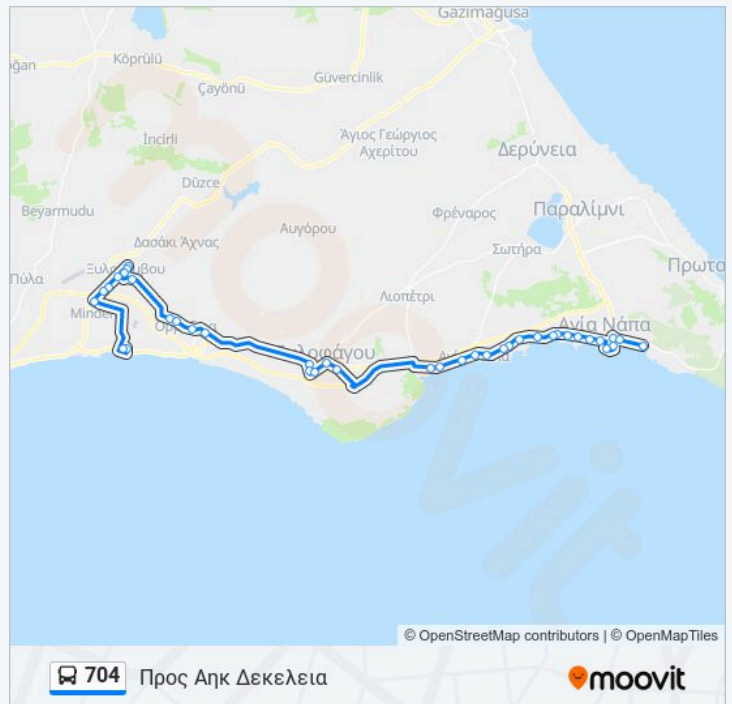 Gazimağusa
Köprülü
ğan
Çayönü
Güvercinlik
İncirli
Άγιος Γεώργιος
Αχερίτου
Δερύνεια
Düzce
Beyarmudu
Φρέναρος
Παραλίμνι
Αυγόρου
Δασάκι Άχνας
Σωτήρα
Πύλα
Πρωτα
Λιοπέτρι
Αγία Νάπα
© OpenStreetMap contributors | © OpenMapTiles
704 Προς Αηκ Δεκελεια
moovit